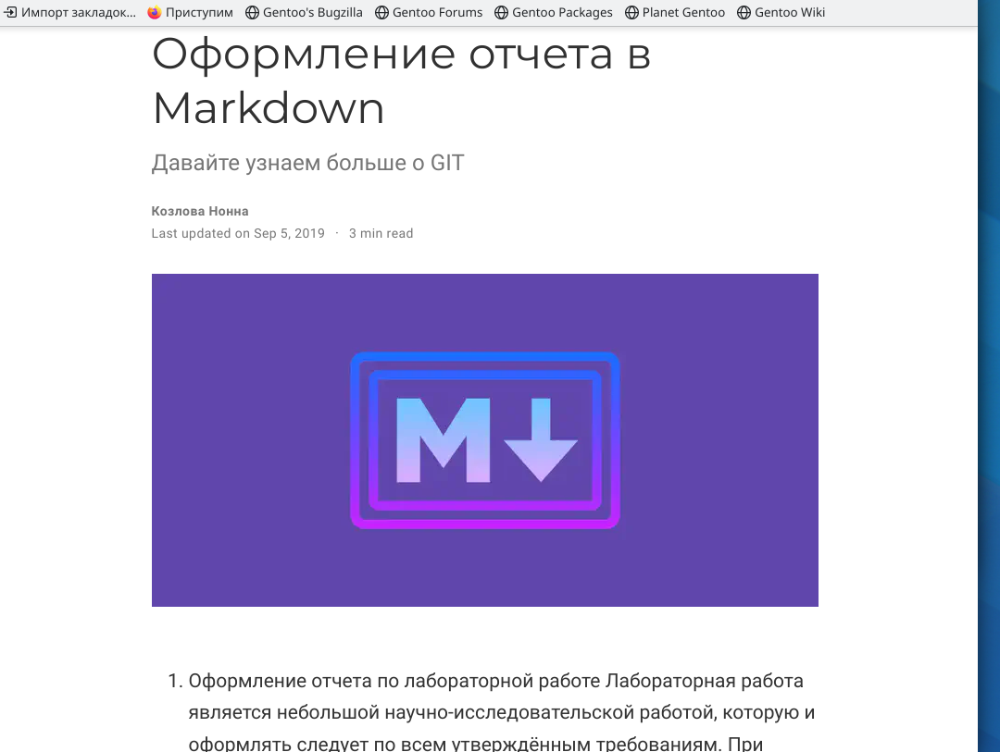 Импорт закладок... Приступим Gentoo's Bugzilla Gentoo Forums Gentoo Packages Planet Gentoo Gentoo Wiki
Оформление отчета в
Markdown
Давайте узнаем больше о GIT
Козлова Нонна
Last updated on Sep 5, 2019 · 3 min read
M
1. Оформление отчета по лабораторной работе Лабораторная работа
является небольшой научно-исследовательской работой, которую и
оформлять следует по всем утверждённым требованиям. При